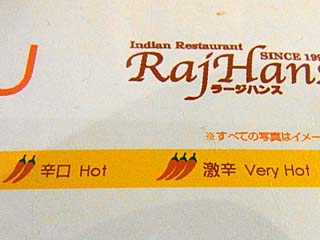 Indian Restaurant
SINCE 199
RajHans
ラージハンス
※すべての写真はイメー
辛口 Hot
激辛 Very Hot